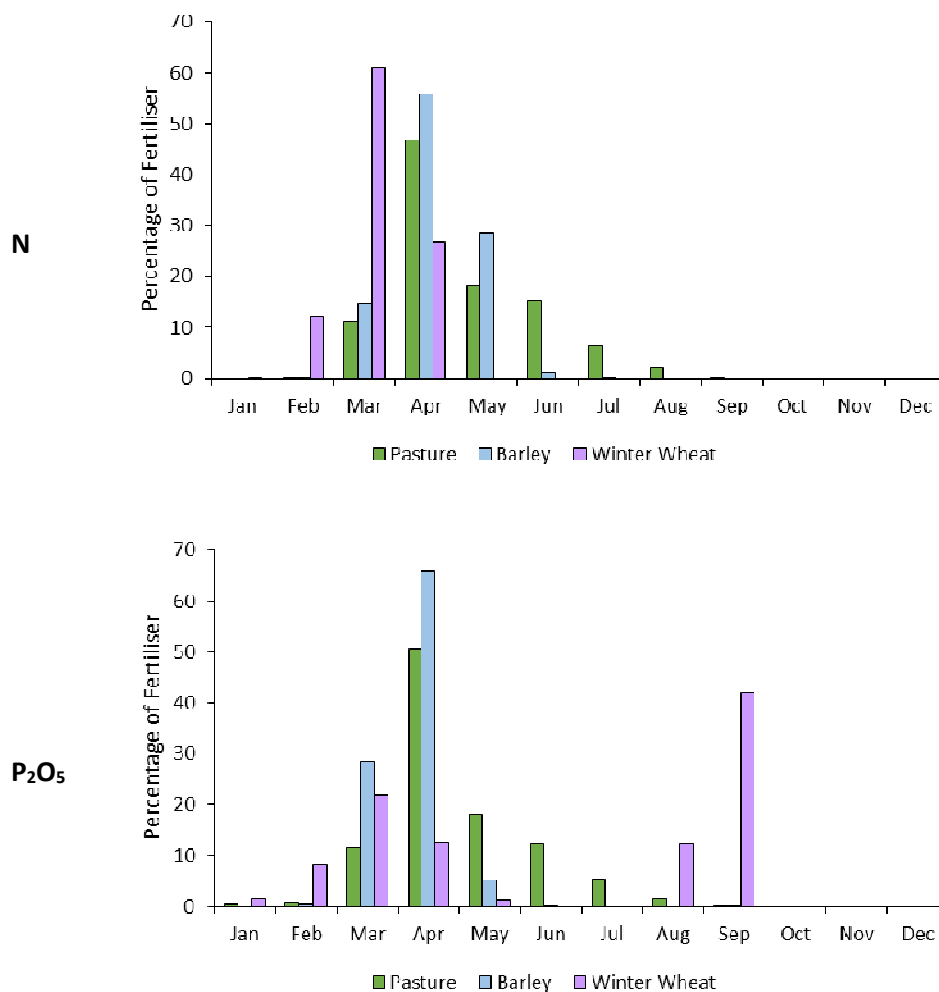 70
60
50
40
30
20
10
0
Percentage of Fertiliser
N
Jan Feb Mar Apr May Jun Jul Aug Sep Oct Nov Dec
Pasture Barley Winter Wheat
70
60
50
40
30
20
10
0
Percentage of Fertiliser
P₂O₅
Jan Feb Mar Apr May Jun Jul Aug Sep Oct Nov Dec
Pasture Barley Winter Wheat